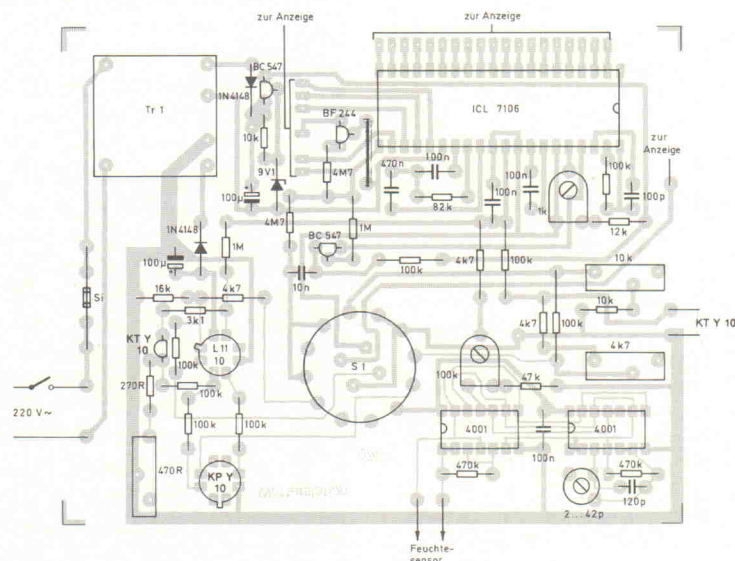 zur Anzeige
zur Anzeige
BC 547
Tr 1
1N4148
BF 244
ICL 7106
10k
zur
Anzeige
9V1
4M7
470n
100n
100n
100n
100k
82k
1k
100p
100µ
+
4M7
1M
12k
1N4148
BC 547
1M
100k
4k7
100k
10k
100µ
+
10n
Si
16k
4k7
10k
3k1
KT Y 10
4k7
100k
KT Y
10
100k
L11
10
S 1
100k
4k7
270R
100k
47k
220 V~
100k
100k
4001
4001
100n
470R
KP Y
10
470k
470k
120p
2...42p
Feuchte-
sensor